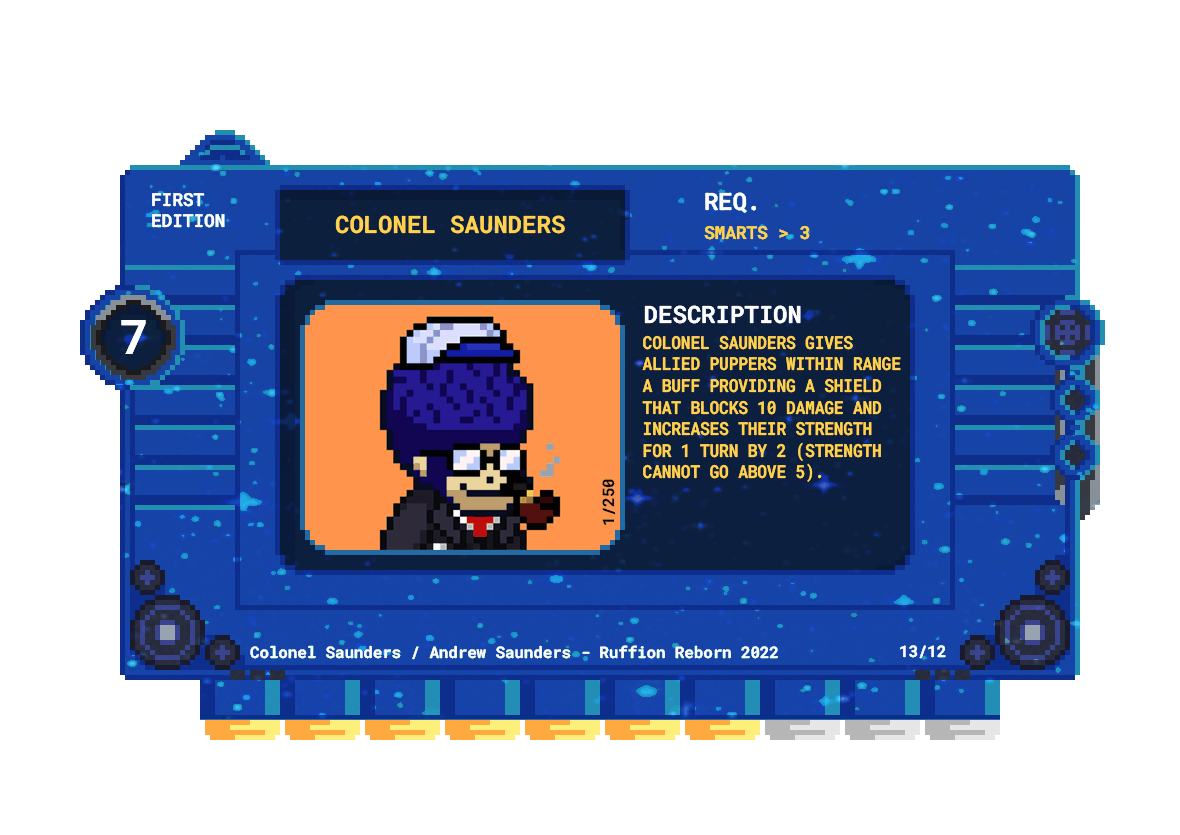 FIRST
EDITION
COLONEL SAUNDERS
REQ.
SMARTS > 3
7
DESCRIPTION
COLONEL SAUNDERS GIVES
ALLIED PUPPERS WITHIN RANGE
A BUFF PROVIDING A SHIELD
THAT BLOCKS 10 DAMAGE AND
INCREASES THEIR STRENGTH
FOR 1 TURN BY 2 (STRENGTH
CANNOT GO ABOVE 5).
1/250
Colonel Saunders / Andrew Saunders - Ruffion Reborn 2022
13/12